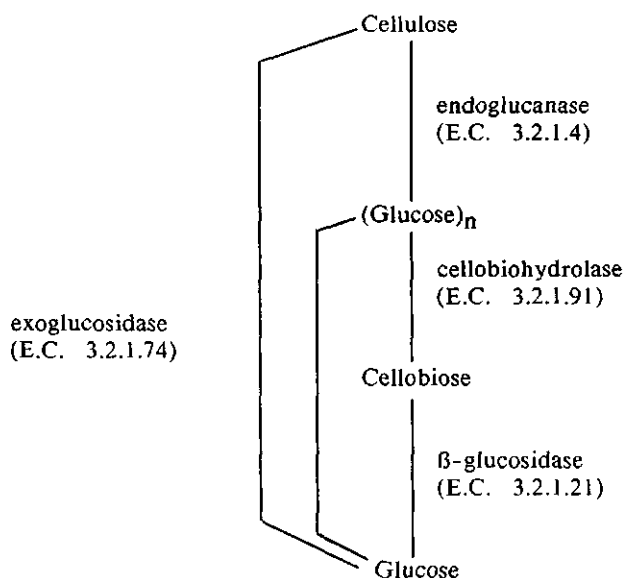 Cellulose
endoglucanase
(E.C. 3.2.1.4)
(Glucose)n
cellobiohydrolase
(E.C. 3.2.1.91)
exoglucosidase
(E.C. 3.2.1.74)
Cellobiose
ß-glucosidase
(E.C. 3.2.1.21)
Glucose